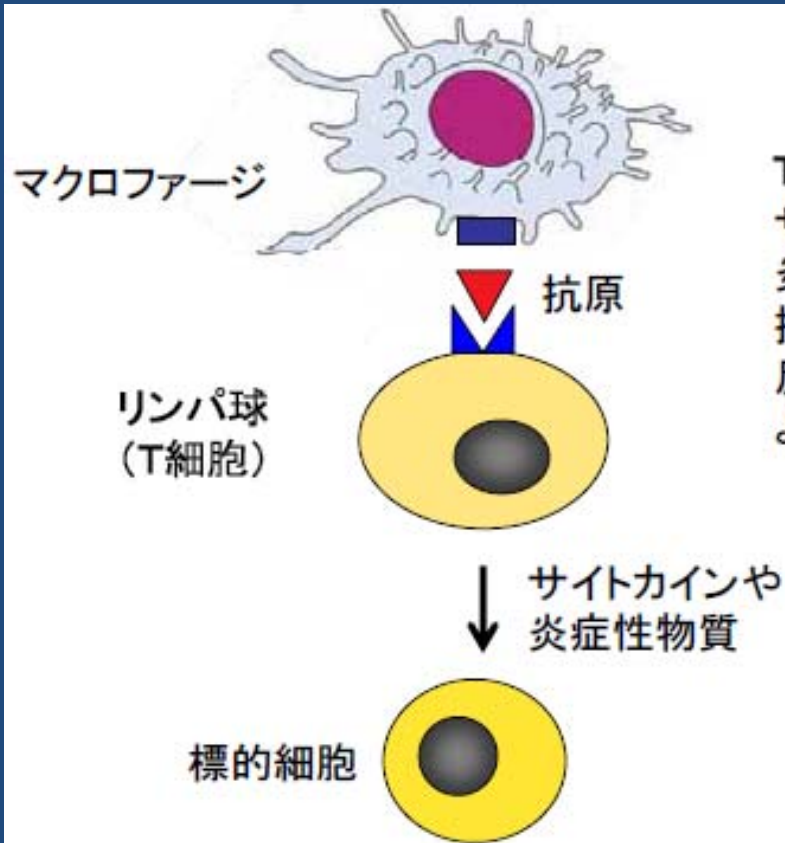 マクロファージ
抗原
リンパ球
（T細胞）
サイトカインや
炎症性物質
標的細胞